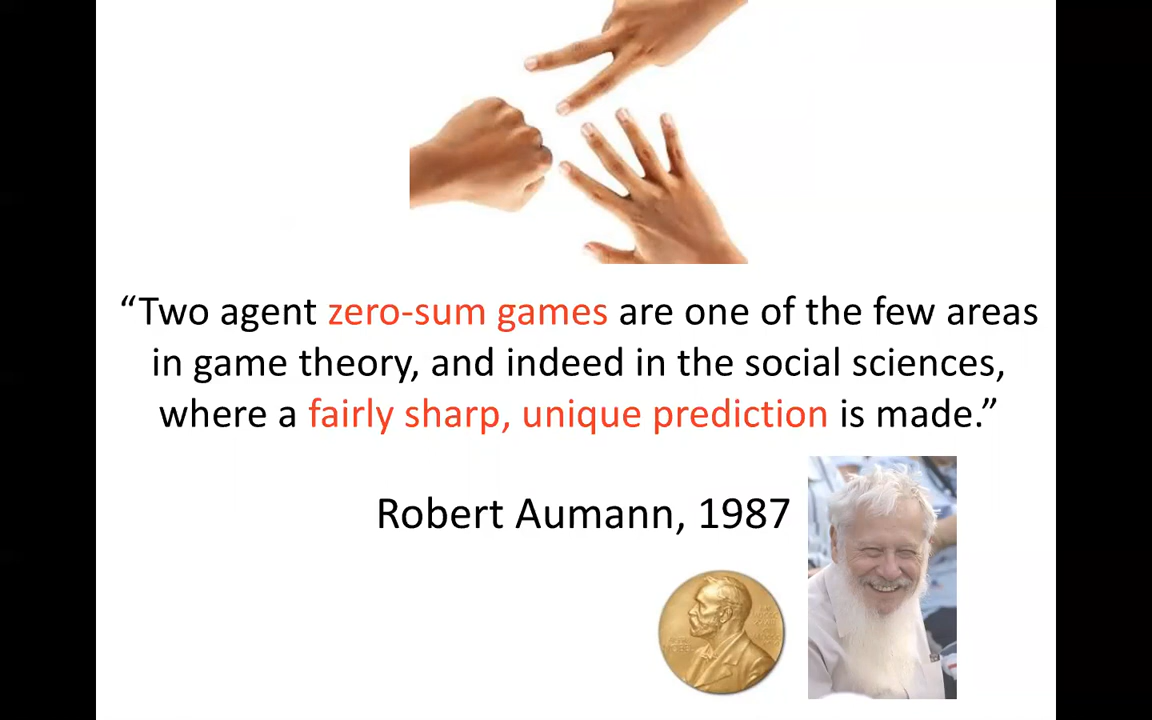 “Two agent zero-sum games are one of the few areas
in game theory, and indeed in the social sciences,
where a fairly sharp, unique prediction is made.”
Robert Aumann, 1987